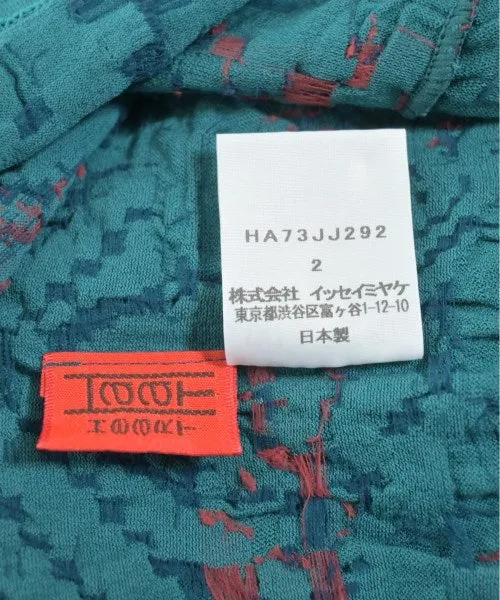 HA73JJ292
2
株式会社 イッセイミヤケ
東京都渋谷区富ヶ谷1-12-10
日本製
HaaT